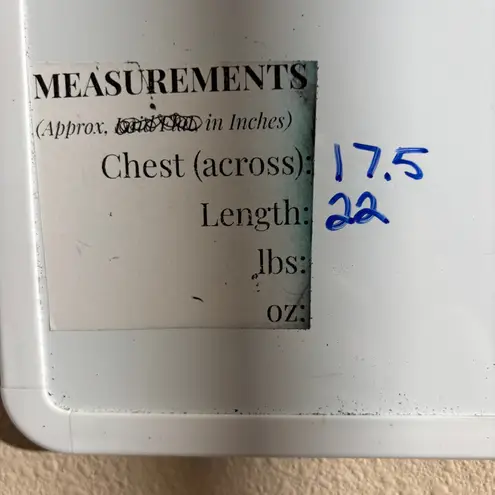 MEASUREMENTS
(Approx, in Inches)
Chest (across): 17.5
Length: 22
lbs:
oz: